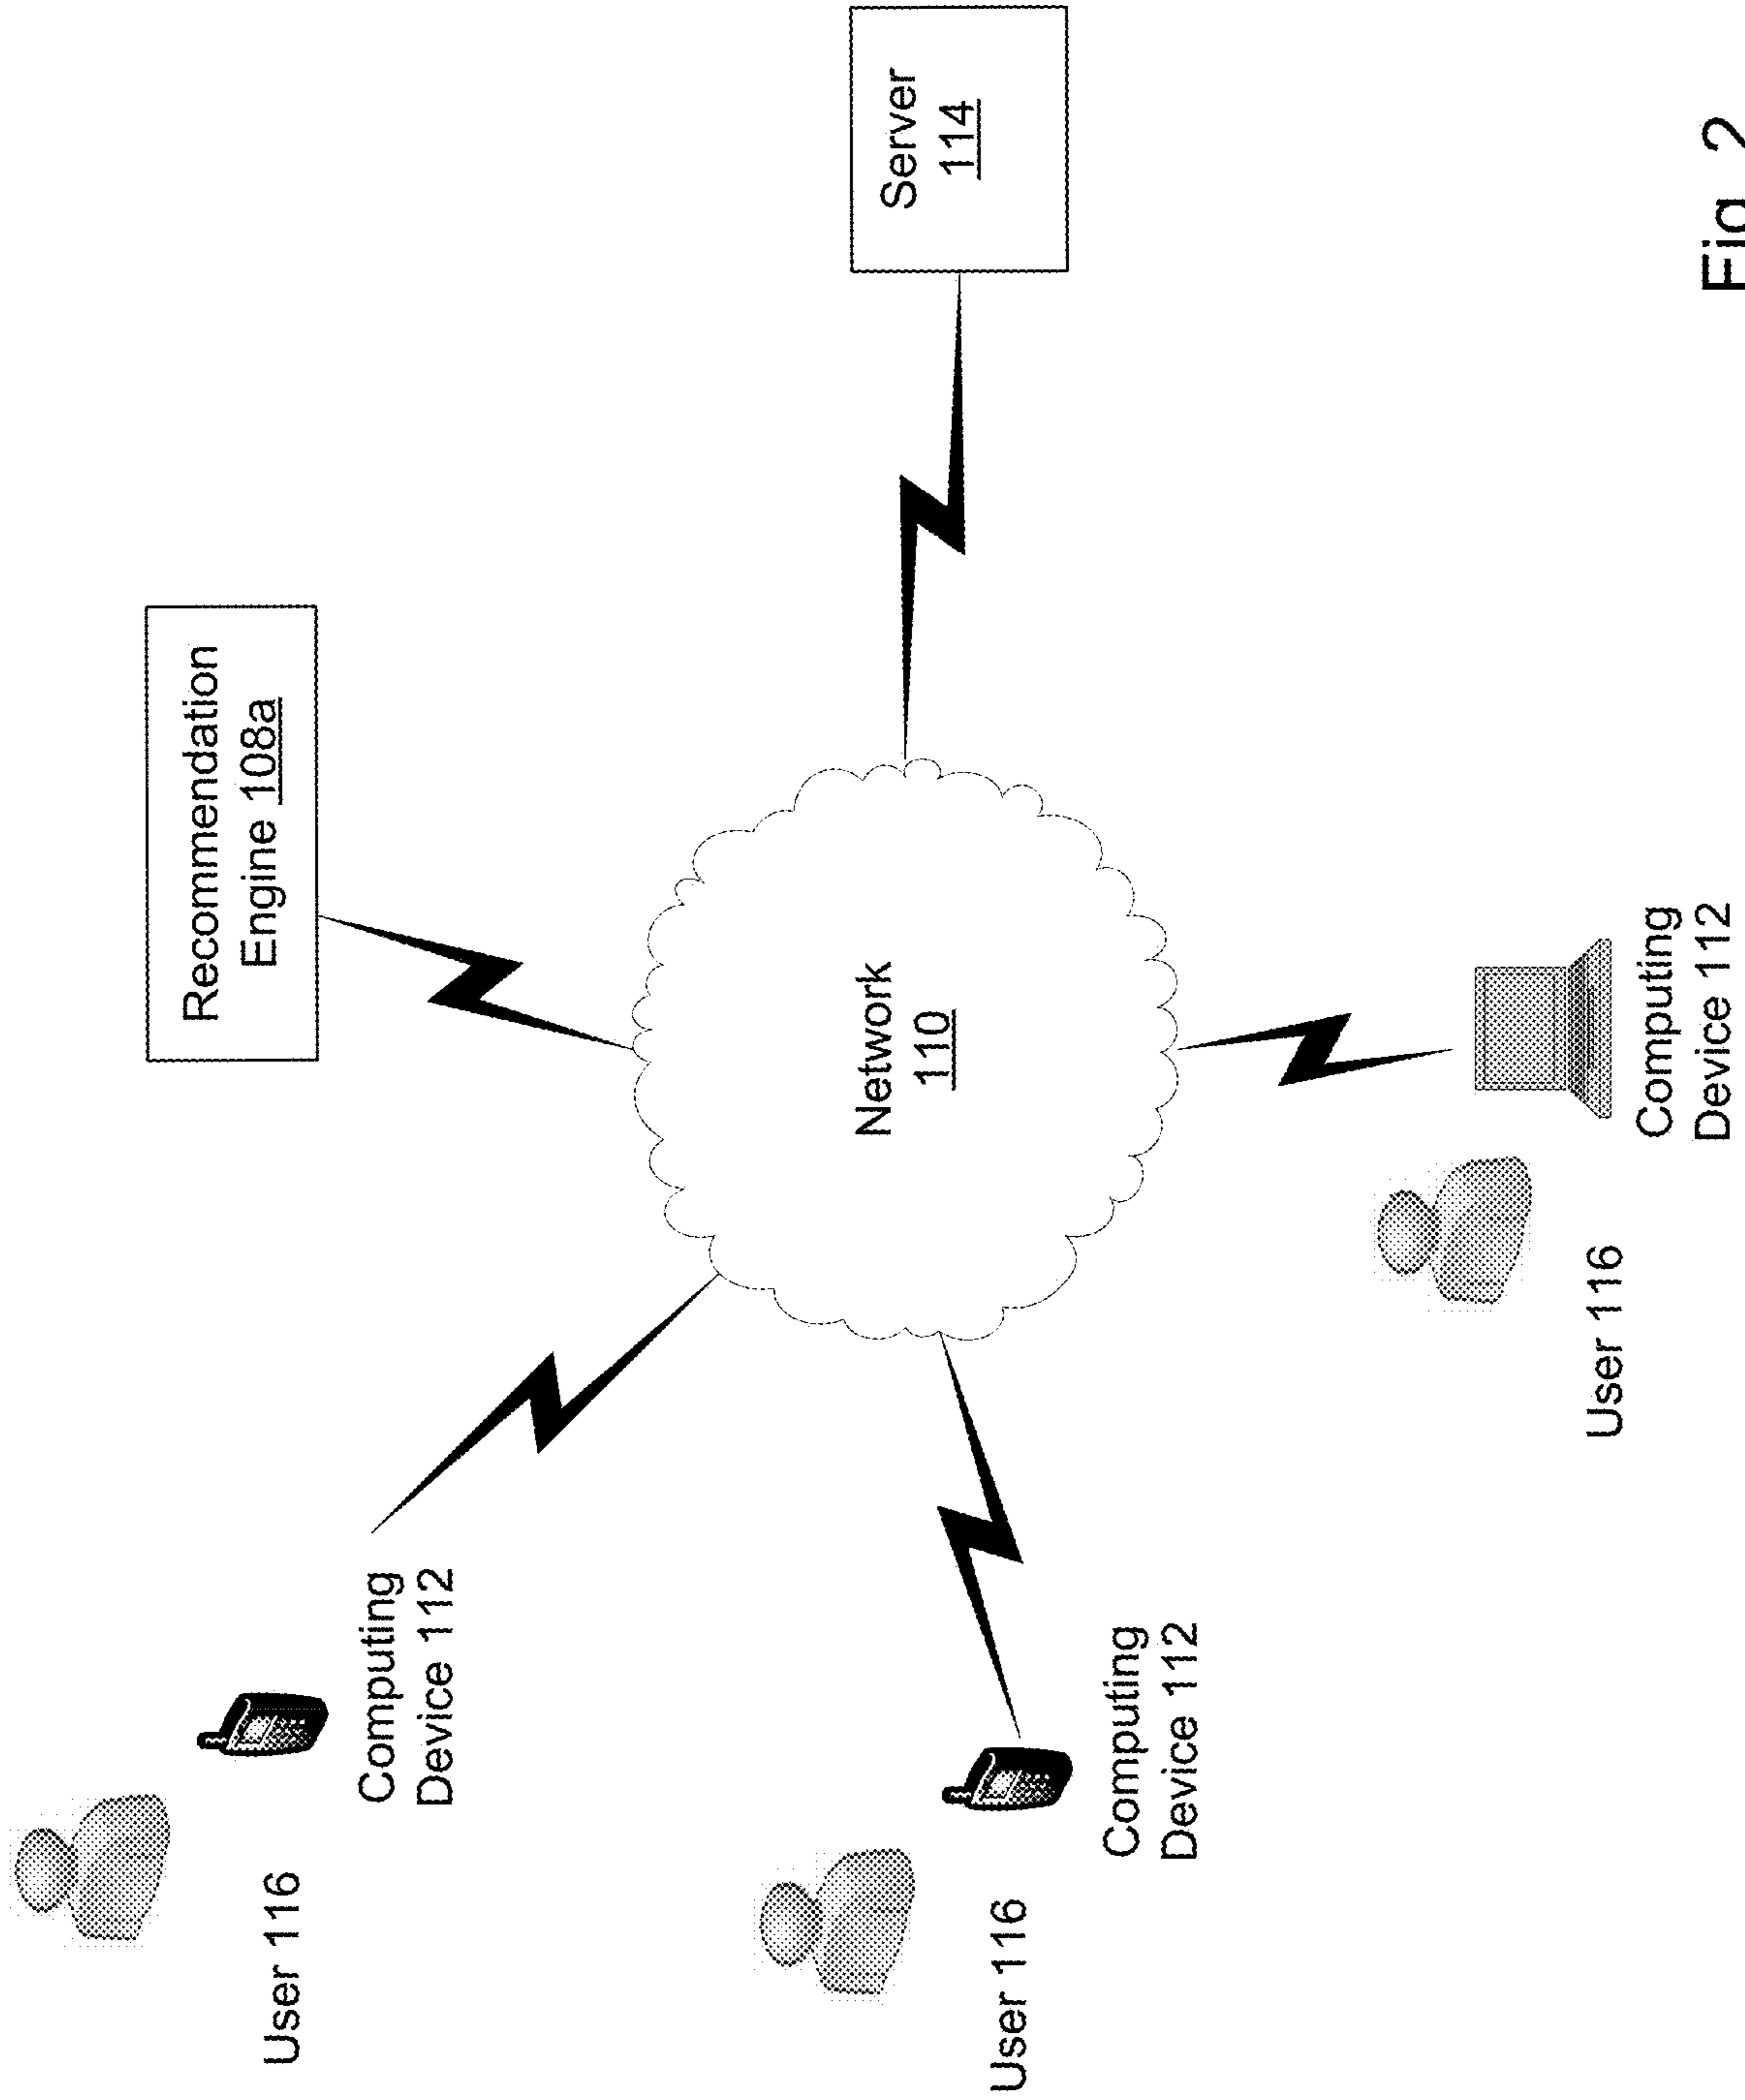 Recommendation
Engine 108a
Server
114
Network
110
Computing
Device 112
User 116
Computing
Device 112
User 116
Computing
Device 112
User 116
Fig. 2